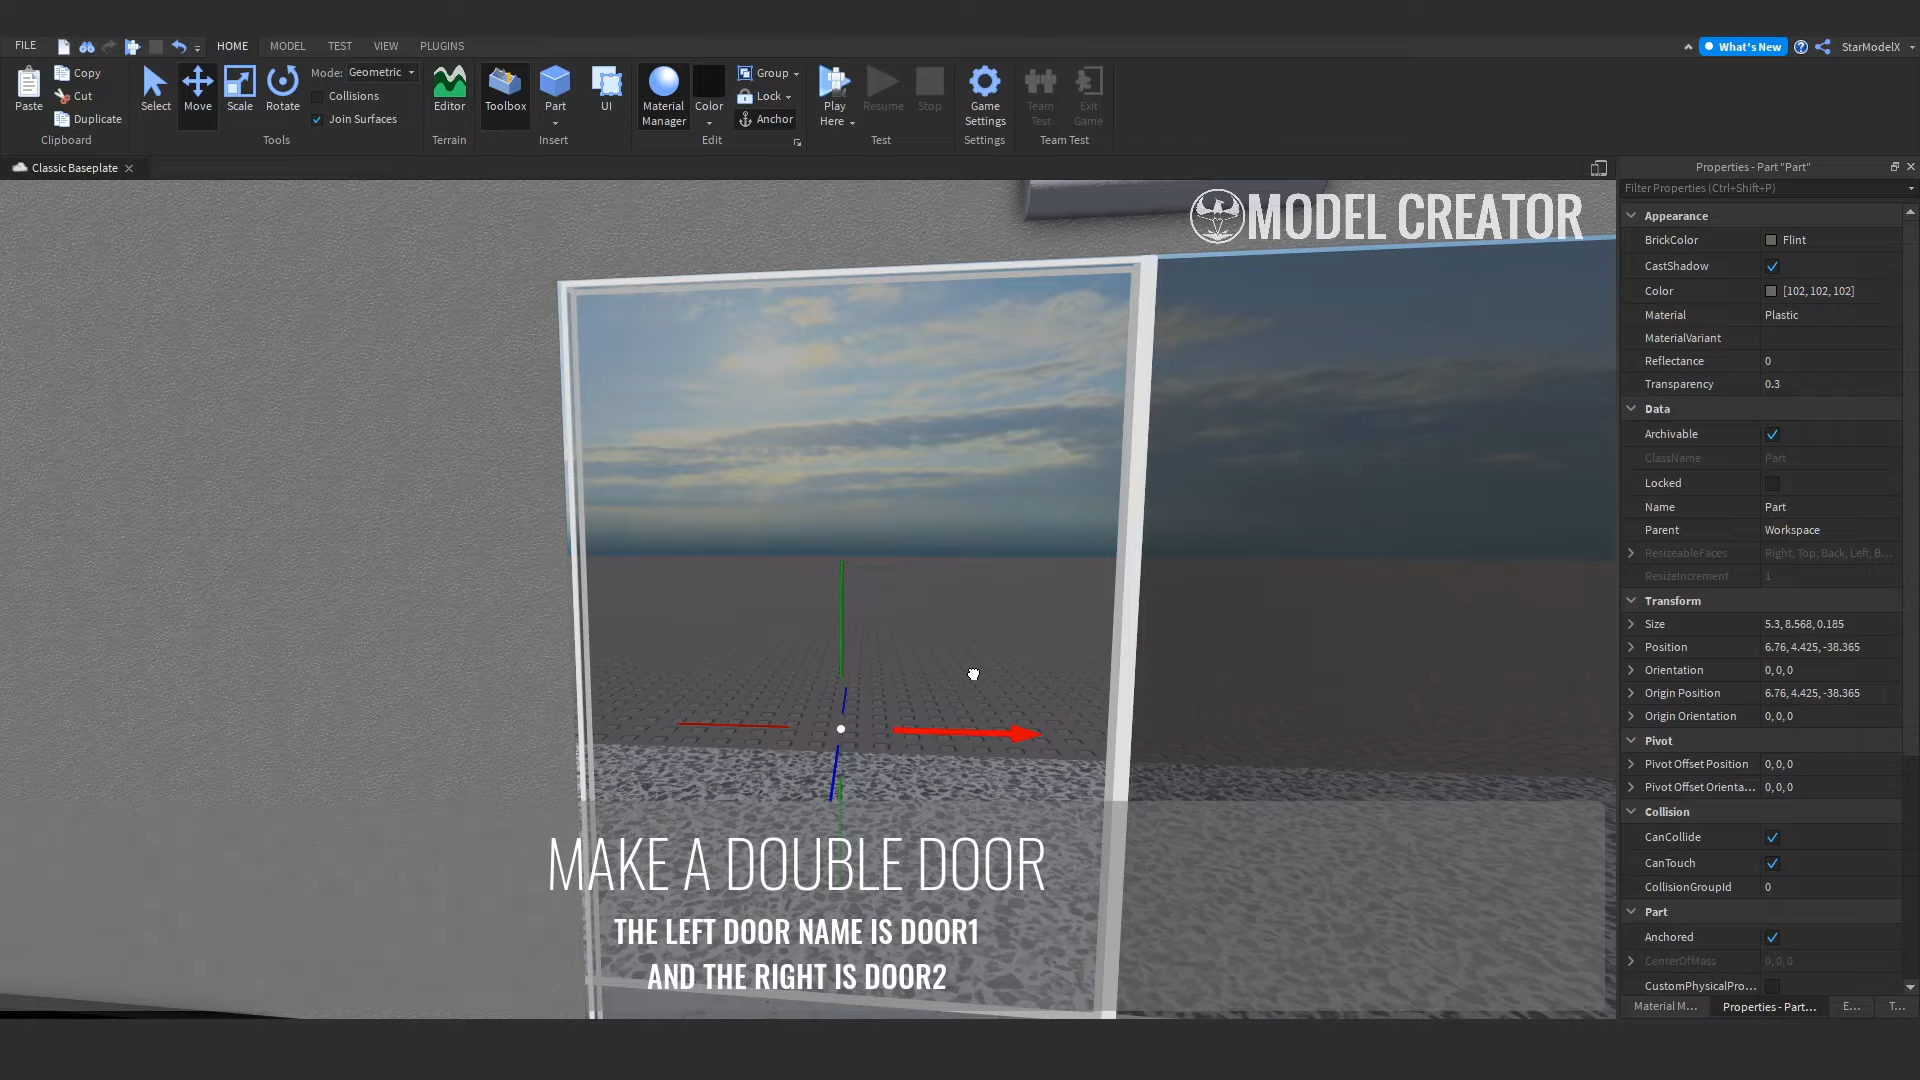 FILE
HOME
MODEL
TEST
VIEW
PLUGINS
What's New
StarModelX
Paste
Copy
Cut
Duplicate
Clipboard
Select
Move
Scale
Rotate
Mode: Geometric
Collisions
Join Surfaces
Tools
Editor
Terrain
Toolbox
Part
UI
Insert
Material
Manager
Color
Group
Lock
Anchor
Edit
Play
Here
Resume
Stop
Test
Game
Settings
Settings
Team
Test
Exit
Game
Team Test
Classic Baseplate
MODEL CREATOR
MAKE A DOUBLE DOOR
THE LEFT DOOR NAME IS DOOR1
AND THE RIGHT IS DOOR2
Properties - Part "Part"
Filter Properties (Ctrl+Shift+P)
Appearance
BrickColor Flint
CastShadow
Color [102, 102, 102]
Material Plastic
MaterialVariant
Reflectance 0
Transparency 0.3
Data
Archivable
ClassName Part
Locked
Name Part
Parent Workspace
ResizeableFaces Right, Top, Back, Left, B...
ResizeIncrement 1
Transform
Size 5.3, 8.568, 0.185
Position 6.76, 4.425, -38.365
Orientation 0, 0, 0
Origin Position 6.76, 4.425, -38.365
Origin Orientation 0, 0, 0
Pivot
Pivot Offset Position 0, 0, 0
Pivot Offset Orienta... 0, 0, 0
Collision
CanCollide
CanTouch
CollisionGroupId 0
Part
Anchored
CenterOfMass 0, 0, 0
CustomPhysicalPro...
Material M...
Properties - Part...
E...
T...